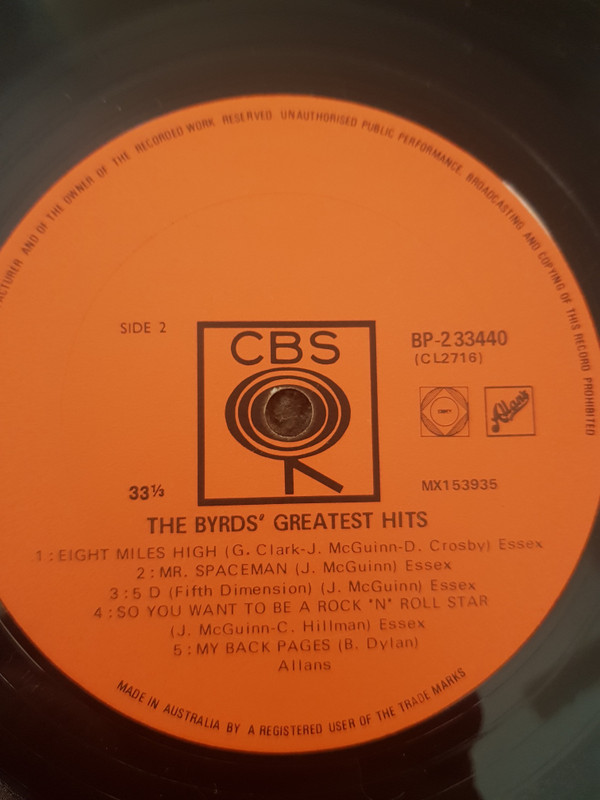 FACTURER AND OF THE OWNER OF THE RECORDED WORK RESERVED UNAUTHORISED PUBLIC PERFORMANCE, BROADCASTING AND COPYING OF THIS RECORD PROHIBITED
SIDE 2
CBS
BP-233440
(CL2716)
Allans
33⅓
MX153935
THE BYRDS' GREATEST HITS
1 : EIGHT MILES HIGH (G. Clark-J. McGuinn-D. Crosby) Essex
2 : MR. SPACEMAN (J. McGuinn) Essex
3 : 5 D (Fifth Dimension) (J. McGuinn) Essex
4 : SO YOU WANT TO BE A ROCK "N" ROLL STAR
(J. McGuinn-C. Hillman) Essex
5 : MY BACK PAGES (B. Dylan)
Allans
MADE IN AUSTRALIA BY A REGISTERED USER OF THE TRADE MARKS